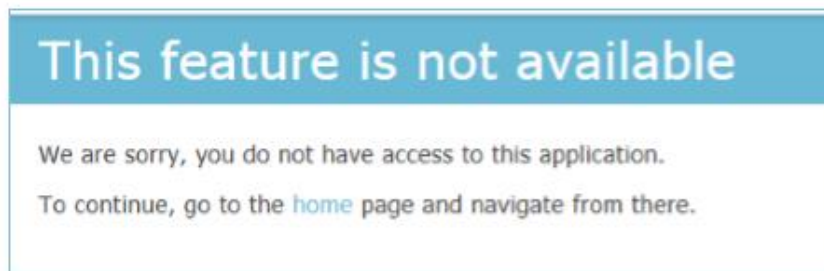 This feature is not available
We are sorry, you do not have access to this application.
To continue, go to the home page and navigate from there.